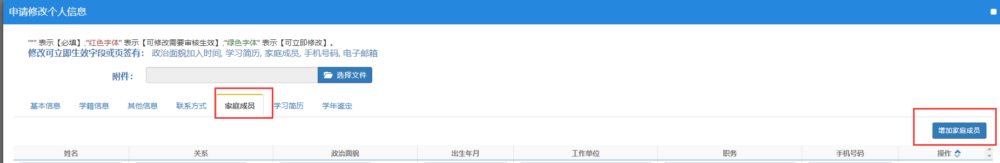 申请修改个人信息
"*" 表示【必填】;"红色字体" 表示【可修改需要审核生效】;"绿色字体" 表示【可立即修改】。
修改可立即生效字段或页签有： 政治面貌加入时间, 学习简历, 家庭成员, 手机号码, 电子邮箱
附件： 选择文件
基本信息 学籍信息 其他信息 联系方式 家庭成员 学习简历 学年鉴定
增加家庭成员
姓名 关系 政治面貌 出生年月 工作单位 职务 手机号码 操作